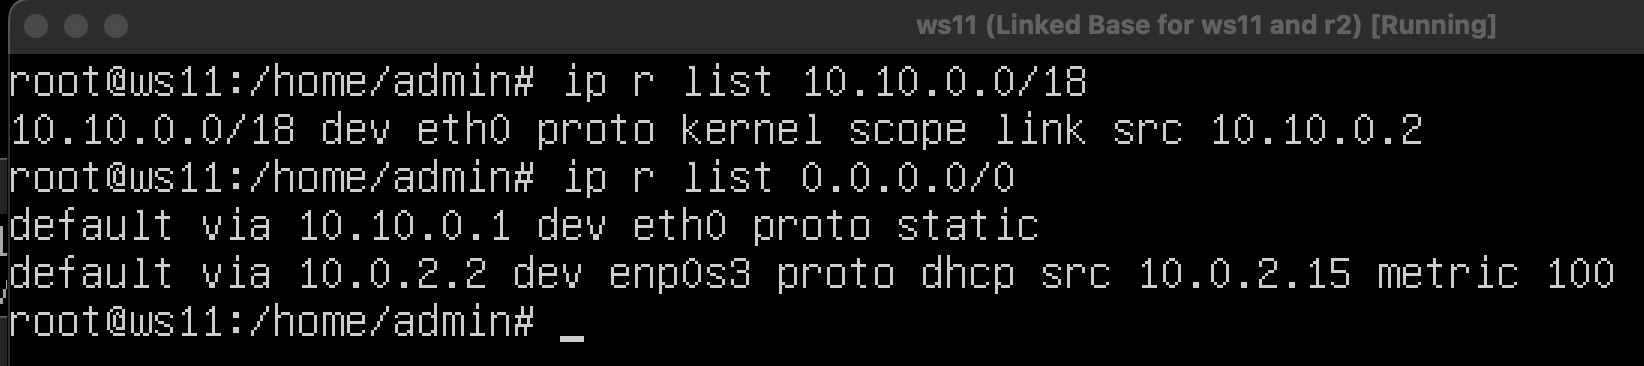 ws11 (Linked Base for ws11 and r2) [Running]
root@ws11:/home/admin# ip r list 10.10.0.0/18
10.10.0.0/18 dev eth0 proto kernel scope link src 10.10.0.2
root@ws11:/home/admin# ip r list 0.0.0.0/0
default via 10.10.0.1 dev eth0 proto static
default via 10.0.2.2 dev enp0s3 proto dhcp src 10.0.2.15 metric 100
root@ws11:/home/admin# _